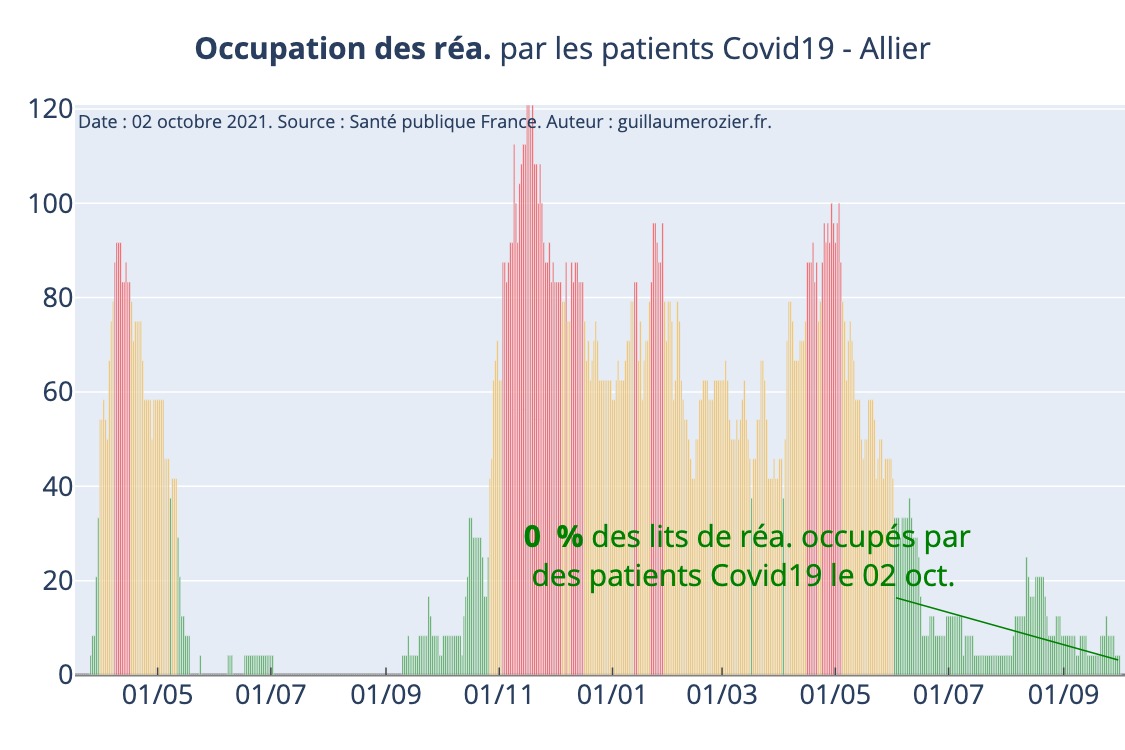 Occupation des réa. par les patients Covid19 - Allier
120
Date : 02 octobre 2021. Source : Santé publique France. Auteur : guillaumerozier.fr.
100
80
60
40
0 % des lits de réa. occupés par
des patients Covid19 le 02 oct.
20
0
01/05 01/07 01/09 01/11 01/01 01/03 01/05 01/07 01/09